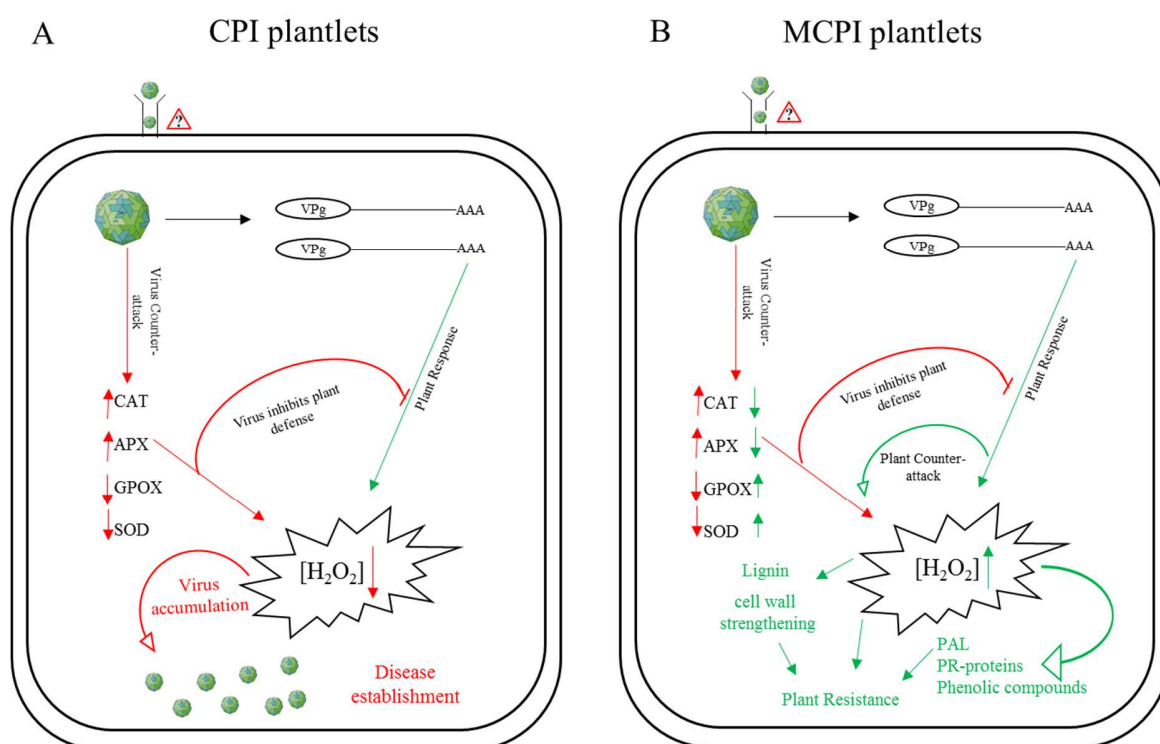 A
CPI plantlets
?
VPg
AAA
VPg
AAA
Virus Counter-
attack
Plant Response
Virus inhibits plant
defense
CAT
APX
GPOX
SOD
[H₂O₂]
Virus
accumulation
Disease
establishment
B
MCPI plantlets
?
VPg
AAA
VPg
AAA
Virus Counter-
attack
Plant Response
Virus inhibits plant
defense
CAT
APX
GPOX
SOD
Plant Counter-
attack
[H₂O₂]
Lignin
cell wall
strengthening
PAL
PR-proteins
Phenolic compounds
Plant Resistance